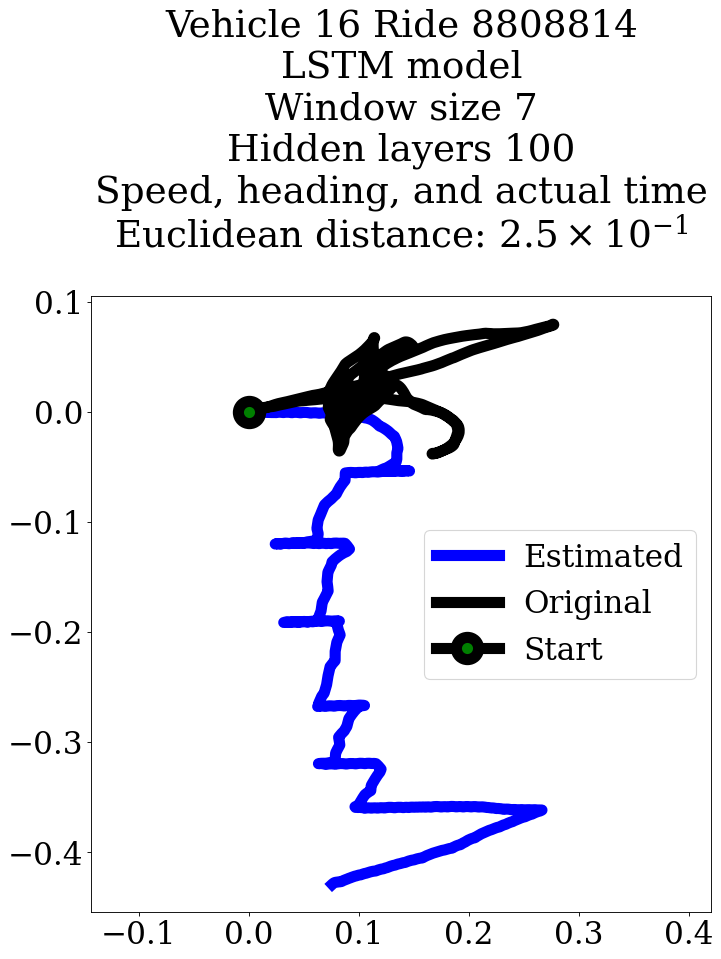 Vehicle 16 Ride 8808814
LSTM model
Window size 7
Hidden layers 100
Speed, heading, and actual time
Euclidean distance: 2.5 × 10⁻¹
0.1
0.0
−0.1
−0.2
−0.3
−0.4
Estimated
Original
Start
−0.1 0.0 0.1 0.2 0.3 0.4